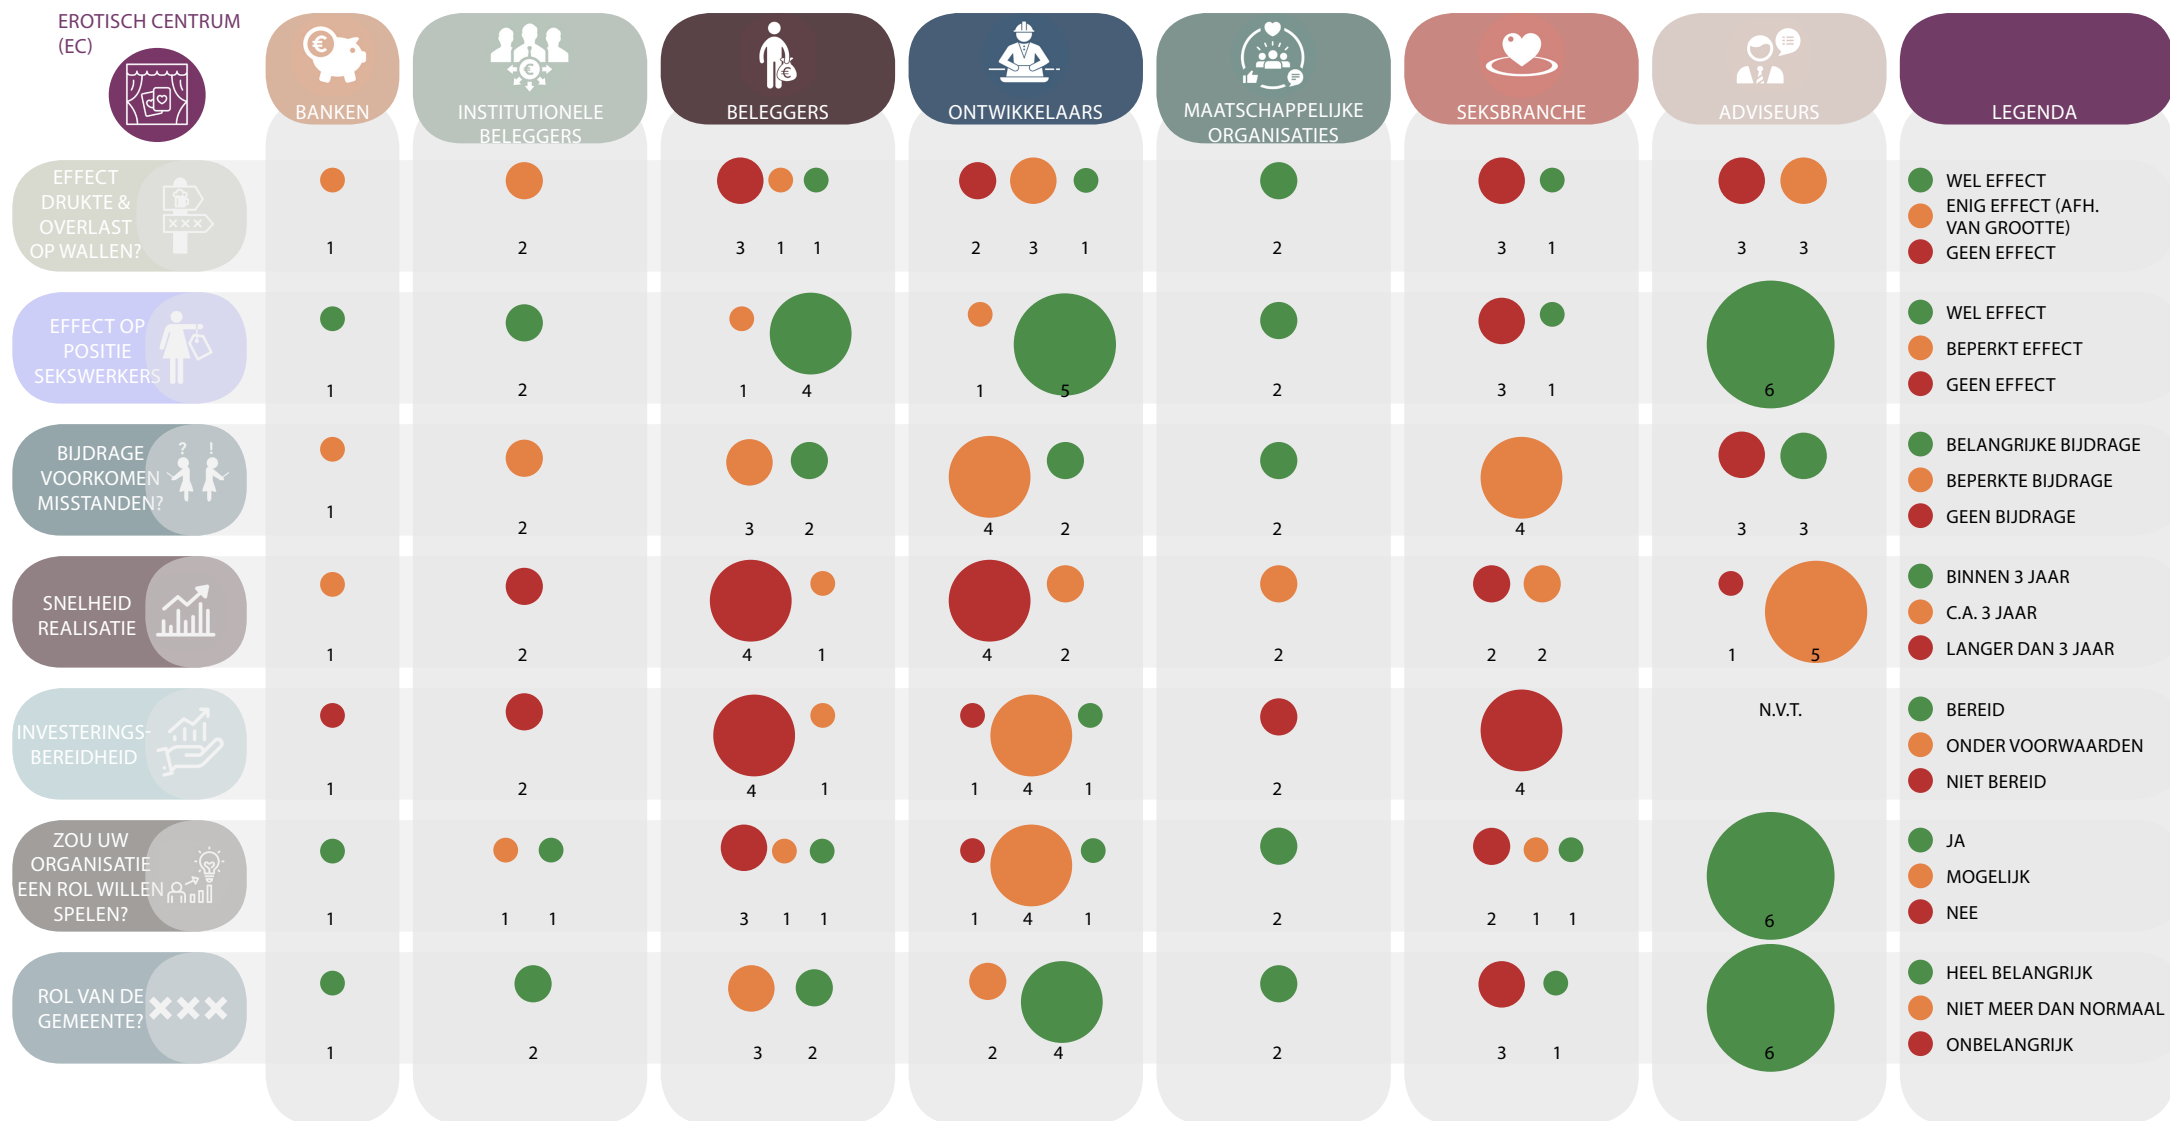 EROTISCH CENTRUM
(EC)
BANKEN
INSTITUTIONELE
BELEGGERS
BELEGGERS
ONTWIKKELAARS
MAATSCHAPPELIJKE
ORGANISATIES
SEKSBRANCHE
ADVISEURS
LEGENDA
EFFECT
DRUKTE &
OVERLAST
OP WALLEN?
1
2
3 1 1
2 3 1
2
3 1
3 3
WEL EFFECT
ENIG EFFECT (AFH.
VAN GROOTTE)
GEEN EFFECT
EFFECT OP
POSITIE
SEKSWERKERS
1
2
1 4
1 5
2
3 1
6
WEL EFFECT
BEPERKT EFFECT
GEEN EFFECT
BIJDRAGE
VOORKOMEN
MISSTANDEN?
? !
1
2
3 2
4 2
2
4
3 3
BELANGRIJKE BIJDRAGE
BEPERKTE BIJDRAGE
GEEN BIJDRAGE
SNELHEID
REALISATIE
1
2
4 1
4 2
2
2 2
1 5
BINNEN 3 JAAR
C.A. 3 JAAR
LANGER DAN 3 JAAR
INVESTERINGS-
BEREIDHEID
1
2
4 1
1 4 1
2
4
N.V.T.
BEREID
ONDER VOORWAARDEN
NIET BEREID
ZOU UW
ORGANISATIE
EEN ROL WILLEN
SPELEN?
1
1 1
3 1 1
1 4 1
2
2 1 1
6
JA
MOGELIJK
NEE
ROL VAN DE
GEMEENTE?
1
2
3 2
2 4
2
3 1
6
HEEL BELANGRIJK
NIET MEER DAN NORMAAL
ONBELANGRIJK